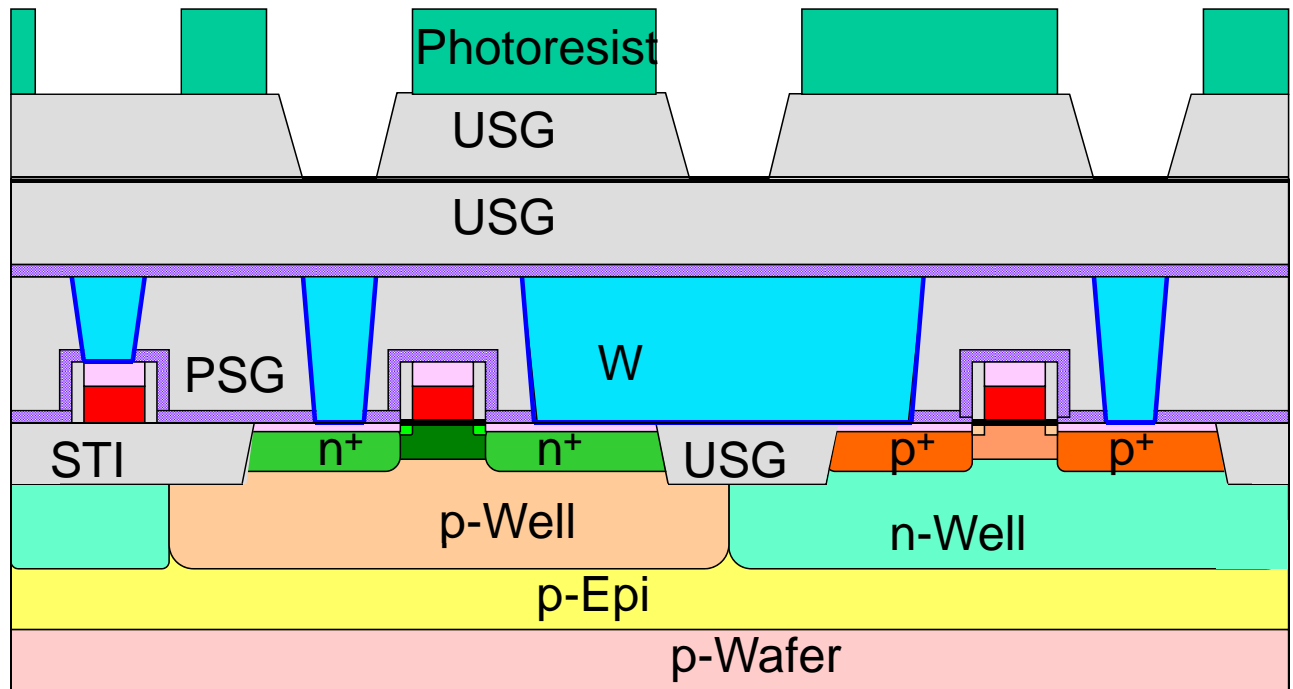 Photoresist
USG
USG
PSG
W
STI
n+
n+
USG
p+
p+
p-Well
n-Well
p-Epi
p-Wafer